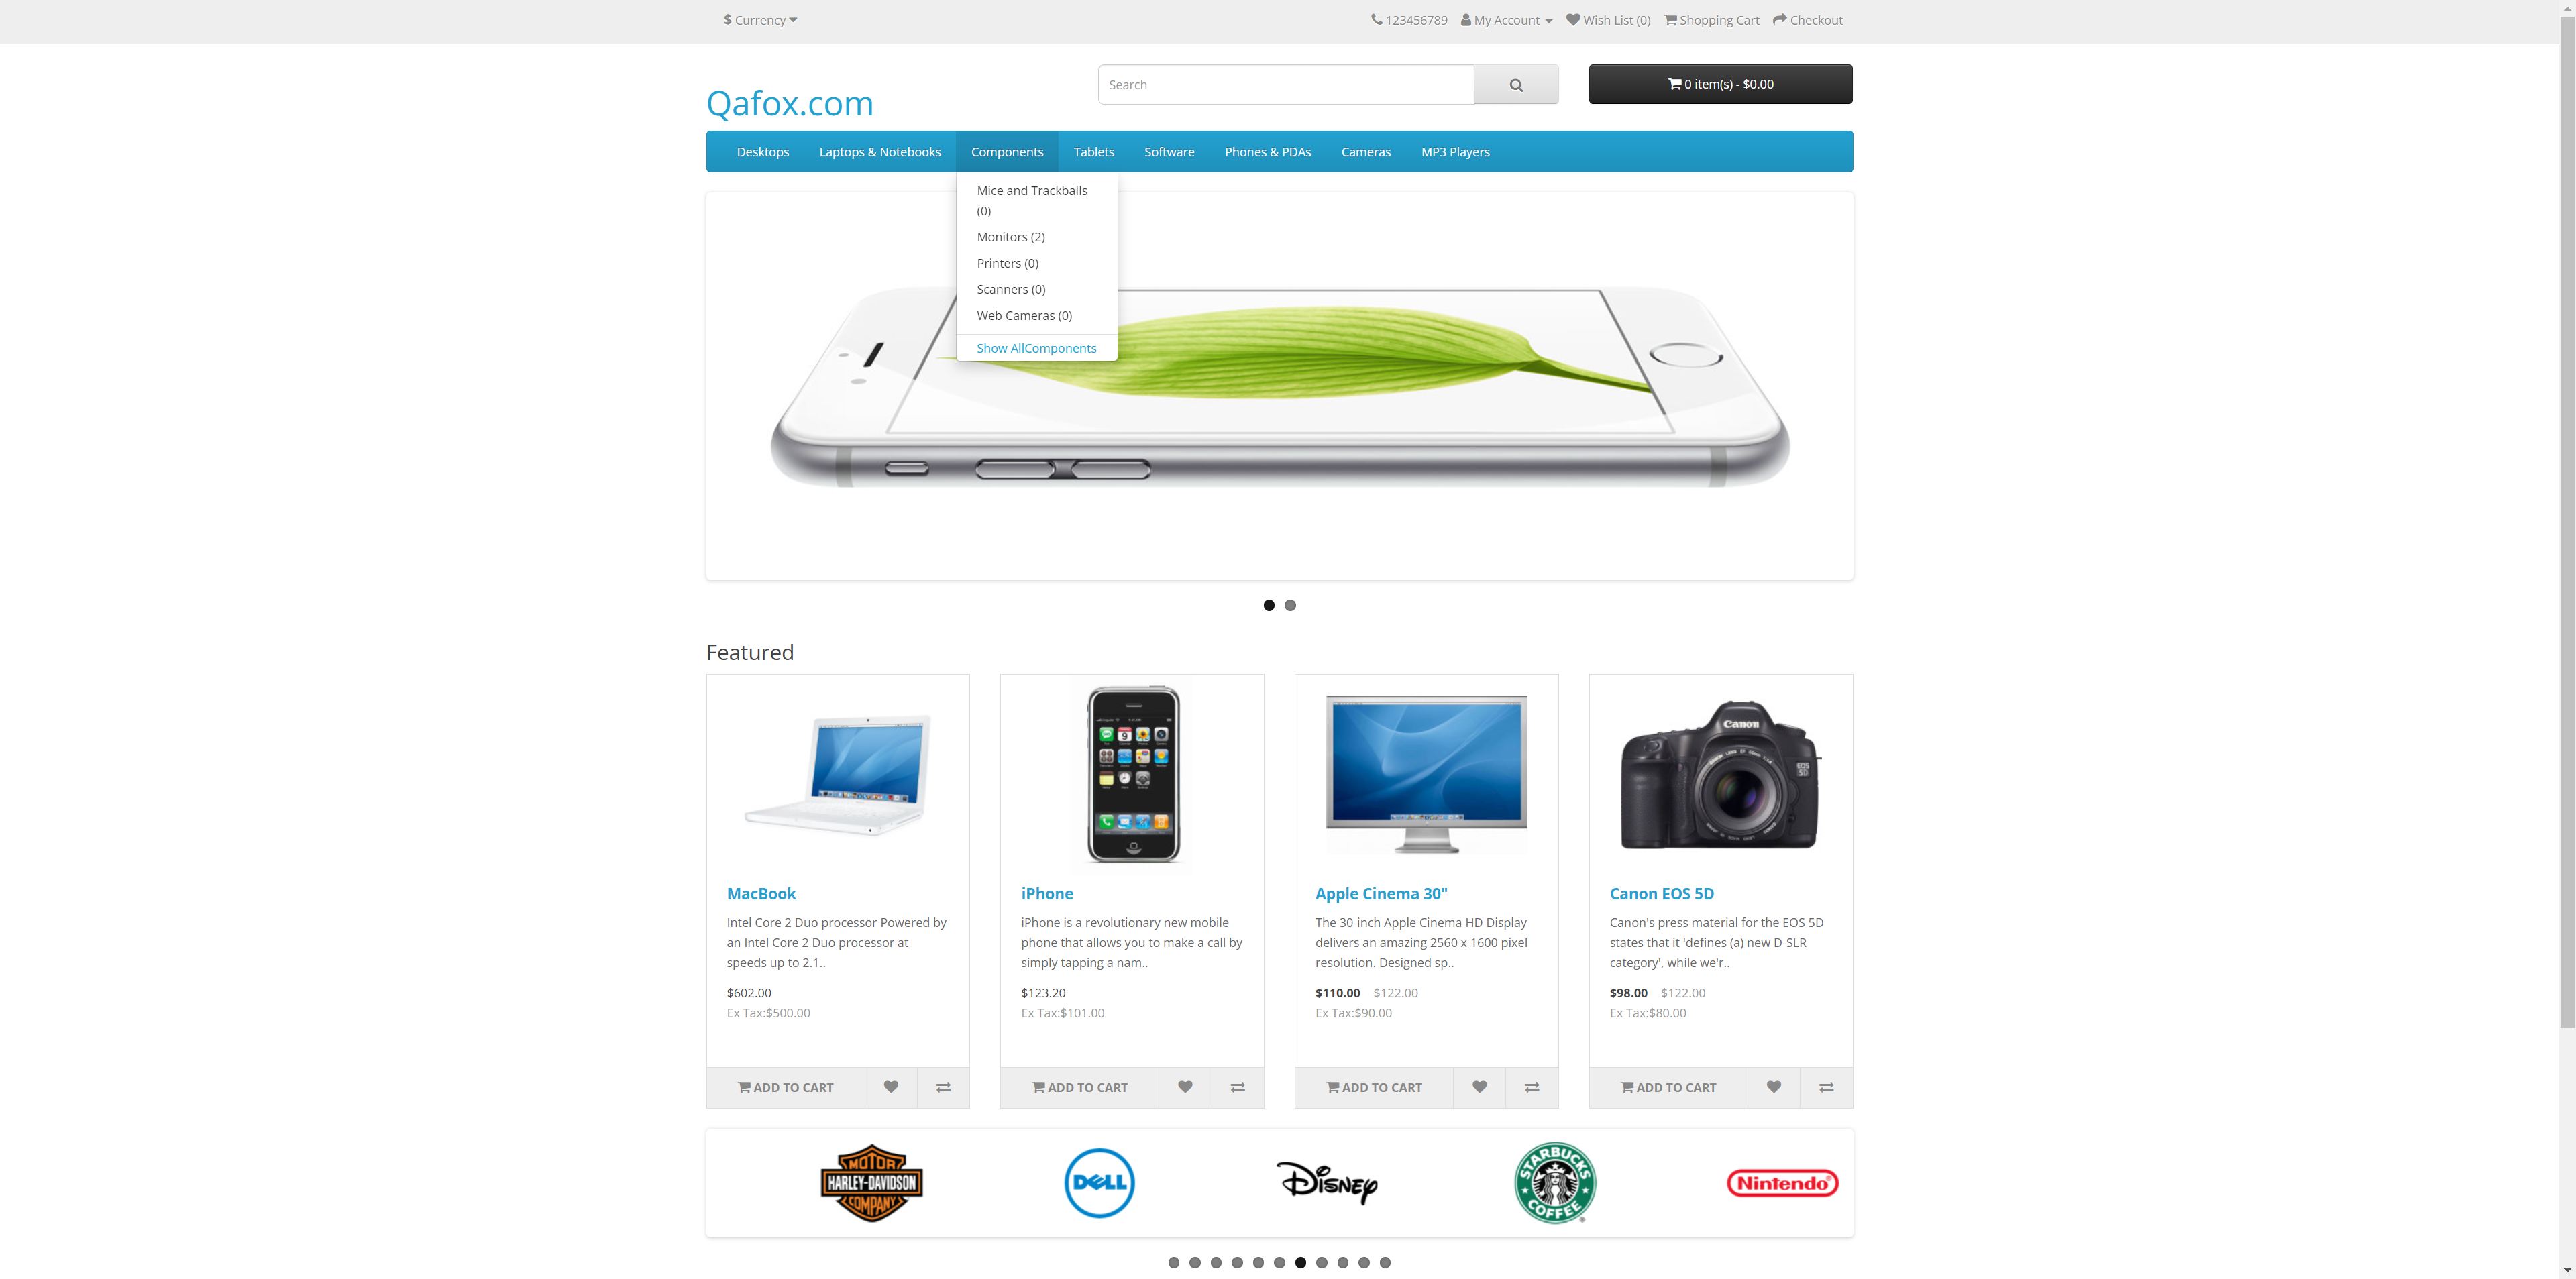 $ Currency
123456789 My Account Wish List (0) Shopping Cart Checkout
Qafox.com
Search
0 item(s) - $0.00
Desktops Laptops & Notebooks Components Tablets Software Phones & PDAs Cameras MP3 Players
Mice and Trackballs
(0)
Monitors (2)
Printers (0)
Scanners (0)
Web Cameras (0)
Show AllComponents
Featured
Canon
EOS
5D
MacBook
Intel Core 2 Duo processor Powered by
an Intel Core 2 Duo processor at
speeds up to 2.1..
$602.00
Ex Tax:$500.00
ADD TO CART
iPhone
iPhone is a revolutionary new mobile
phone that allows you to make a call by
simply tapping a nam..
$123.20
Ex Tax:$101.00
ADD TO CART
Apple Cinema 30"
The 30-inch Apple Cinema HD Display
delivers an amazing 2560 x 1600 pixel
resolution. Designed sp..
$110.00 $122.00
Ex Tax:$90.00
ADD TO CART
Canon EOS 5D
Canon's press material for the EOS 5D
states that it 'defines (a) new D-SLR
category', while we'r..
$98.00 $122.00
Ex Tax:$80.00
ADD TO CART
MOTOR
HARLEY-DAVIDSON
COMPANY
DELL
Disney
STARBUCKS
COFFEE
Nintendo